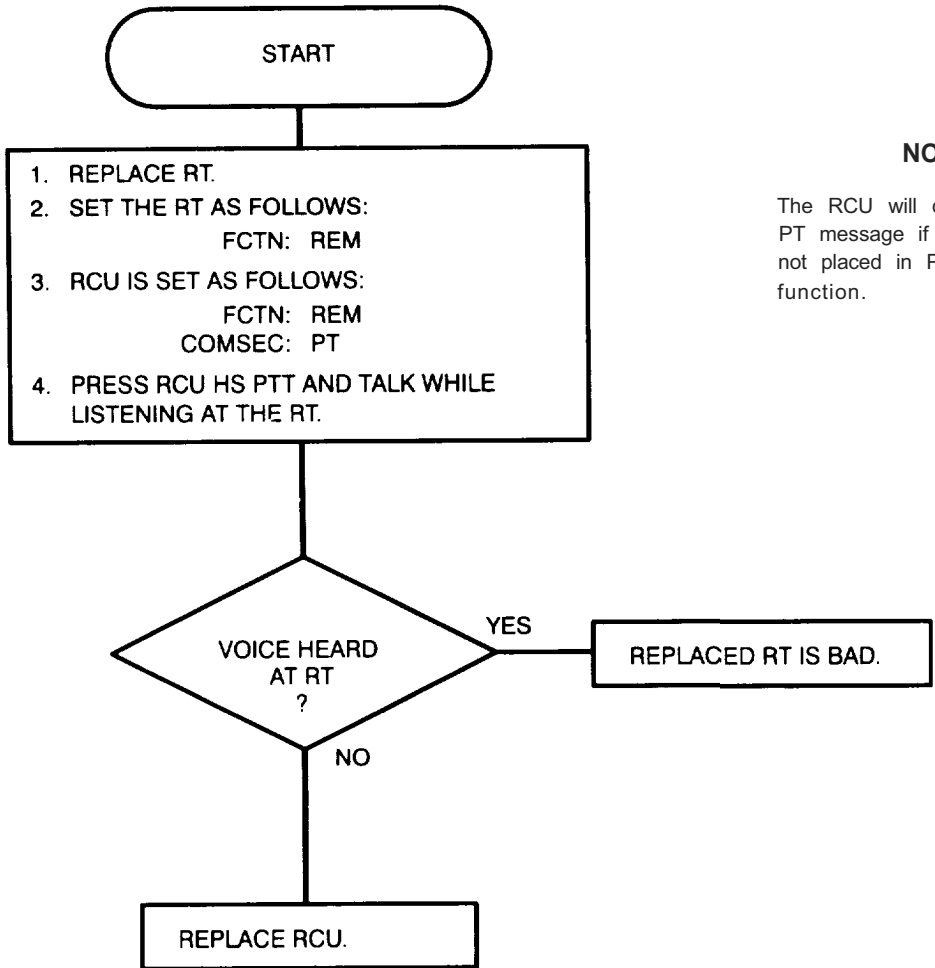 START
1. REPLACE RT.
2. SET THE RT AS FOLLOWS:
FCTN: REM
3. RCU IS SET AS FOLLOWS:
FCTN: REM
COMSEC: PT
4. PRESS RCU HS PTT AND TALK WHILE
LISTENING AT THE RT.
The RCU will
PT message if
not placed in
function.
VOICE HEARD
AT RT
?
YES
REPLACED RT IS BAD.
NO
REPLACE RCU.